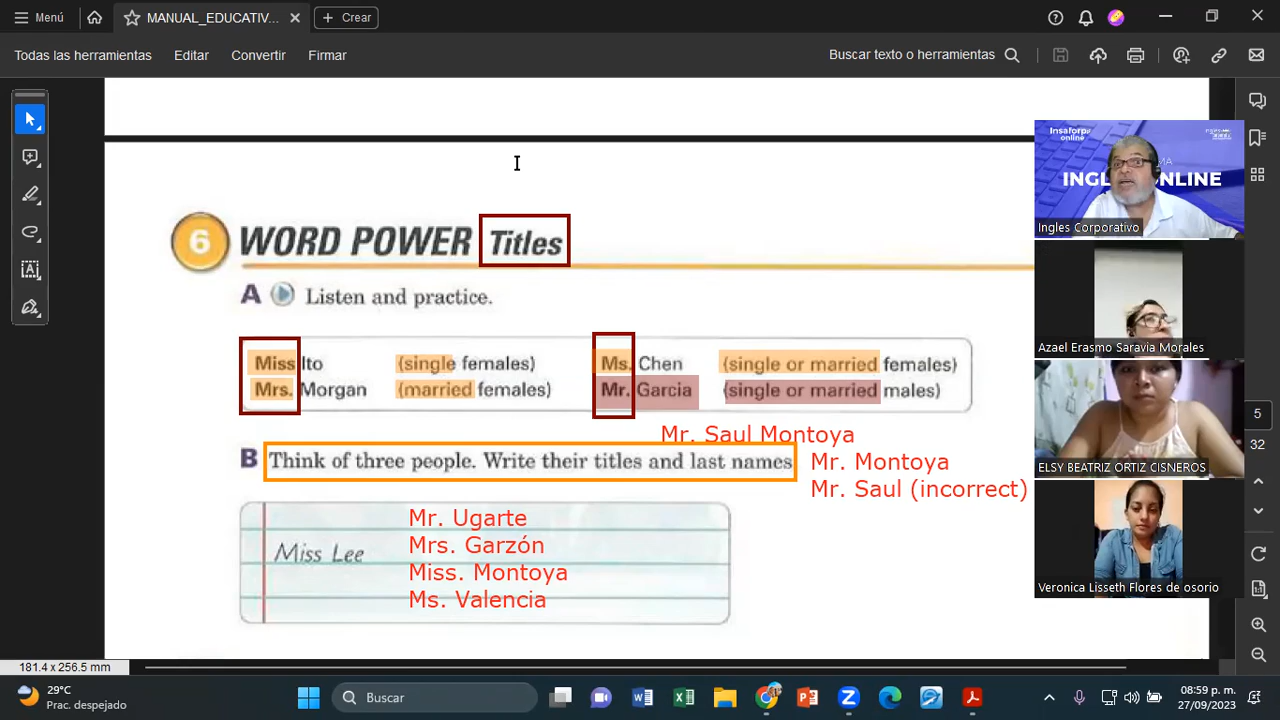 Menú
MANUAL_EDUCATIV...
Crear
Todas las herramientas
Editar
Convertir
Firmar
Buscar texto o herramientas
6 WORD POWER Titles
A Listen and practice.
Miss Ito (single females) Ms. Chen (single or married females)
Mrs. Morgan (married females) Mr. Garcia (single or married males)
Mr. Saul Montoya
B Think of three people. Write their titles and last names
Mr. Montoya
Mr. Saul (incorrect)
Mr. Ugarte
Miss Lee
Mrs. Garzón
Miss. Montoya
Ms. Valencia
Insaforp online
INGL ONLINE
Ingles Corporativo
Azael Erasmo Saravia Morales
ELSY BEATRIZ ORTIZ CISNEROS
Veronica Lisseth Flores de osorio
5
32
181.4 x 256.5 mm
29°C
Prc. despejado
Buscar
08:59 p. m.
27/09/2023